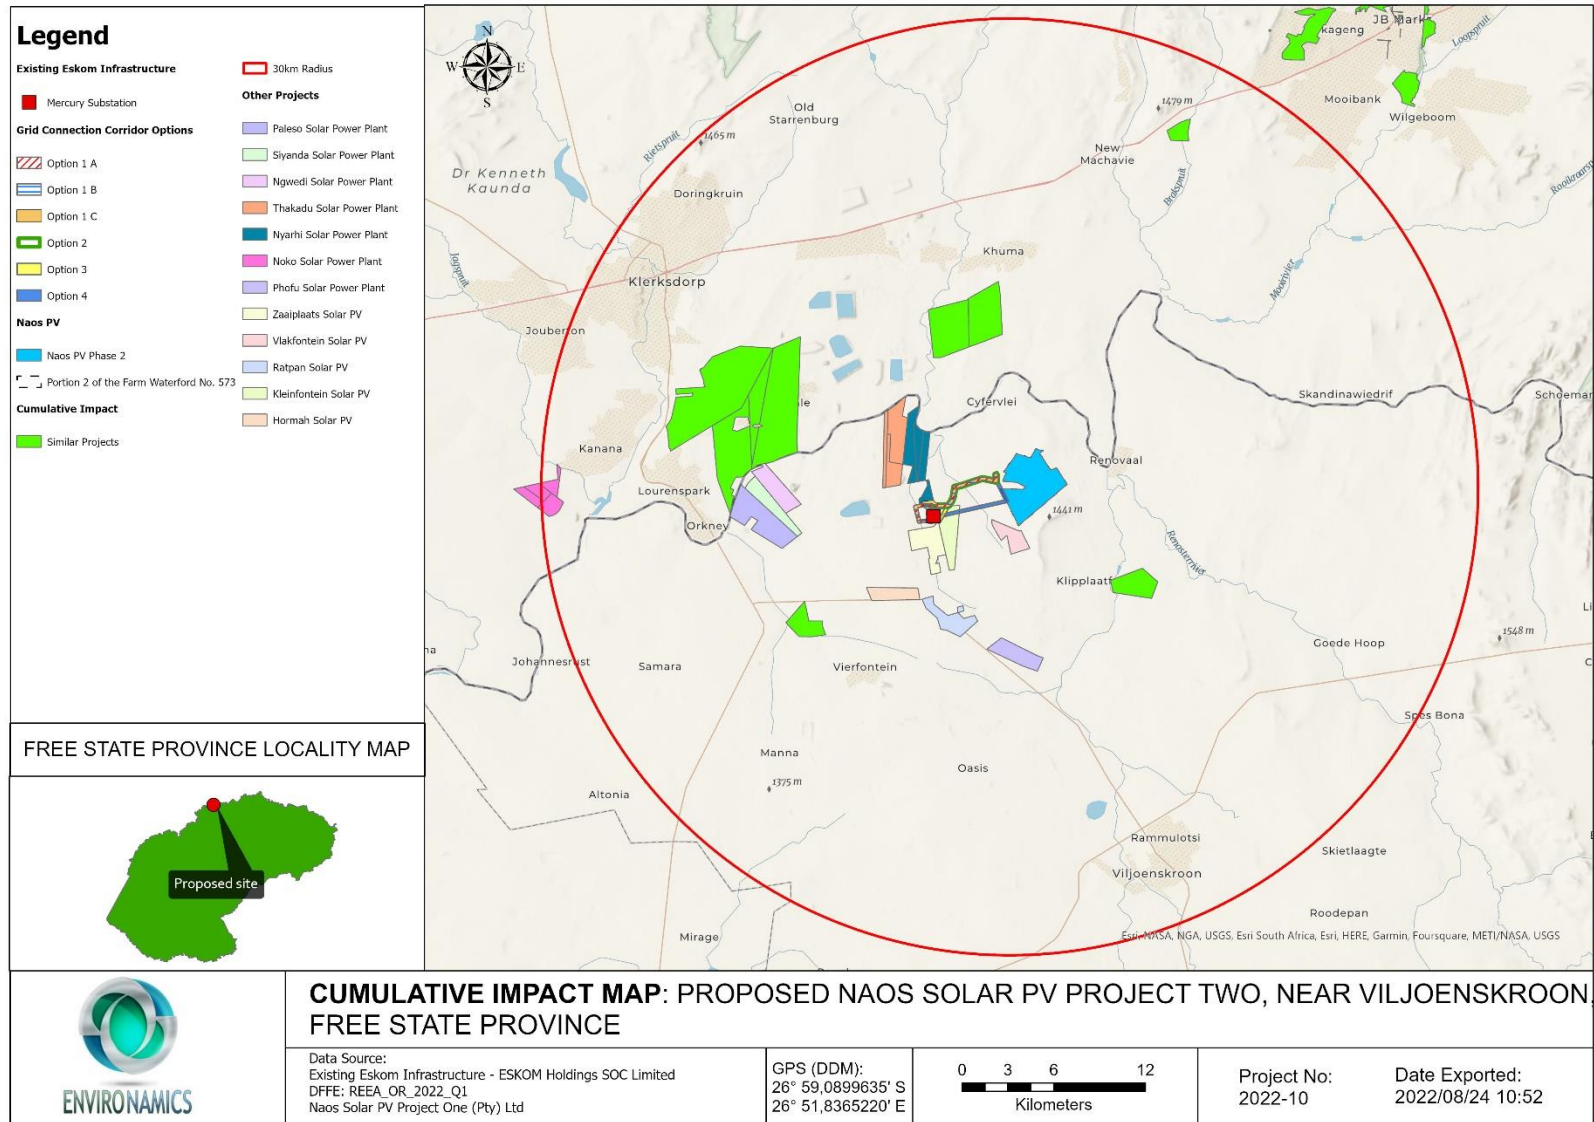 Legend
Existing Eskom Infrastructure
Mercury Substation
Grid Connection Corridor Options
Option 1 A
Option 1 B
Option 1 C
Option 2
Option 3
Option 4
Naos PV
Naos PV Phase 2
Portion 2 of the Farm Waterford No. 573
Cumulative Impact
Similar Projects
30km Radius
Other Projects
Paleso Solar Power Plant
Siyanda Solar Power Plant
Ngwedi Solar Power Plant
Thakadu Solar Power Plant
Nyarhi Solar Power Plant
Noko Solar Power Plant
Phofu Solar Power Plant
Zaaiplaats Solar PV
Vlakfontein Solar PV
Ratpan Solar PV
Kleinfontein Solar PV
Hormah Solar PV
N
W
E
S
JB Marks
kageng
Loopspruit
Mooibank
Wilgeboom
1479 m
Old
Starrenburg
1465 m
Rietspruit
New
Machavie
Dr Kenneth
Kaunda
Doringkruin
Brakspruit
Khuma
Klerksdorp
Jagspruit
Mooirivier
Jouberton
Skandinawiedrif
Cyfervlei
Kanana
Renovaal
Lourenspark
Orkney
1441 m
Renosterrivier
Klipplaatf
Johannesrust
Samara
Vierfontein
Goede Hoop
1548 m
Spes Bona
Manna
Oasis
1375 m
Altonia
Rammulotsi
Skietlaagte
Viljoenskroon
Roodepan
Mirage
Esri, NASA, NGA, USGS, Esri South Africa, Esri, HERE, Garmin, Foursquare, METI/NASA, USGS
FREE STATE PROVINCE LOCALITY MAP
Proposed site
ENVIRONAMICS
CUMULATIVE IMPACT MAP: PROPOSED NAOS SOLAR PV PROJECT TWO, NEAR VILJOENSKROON,
FREE STATE PROVINCE
Data Source:
Existing Eskom Infrastructure - ESKOM Holdings SOC Limited
DFFE: REEA_OR_2022_Q1
Naos Solar PV Project One (Pty) Ltd
GPS (DDM):
26° 59,0899635' S
26° 51,8365220' E
0 3 6 12
Kilometers
Project No:
2022-10
Date Exported:
2022/08/24 10:52